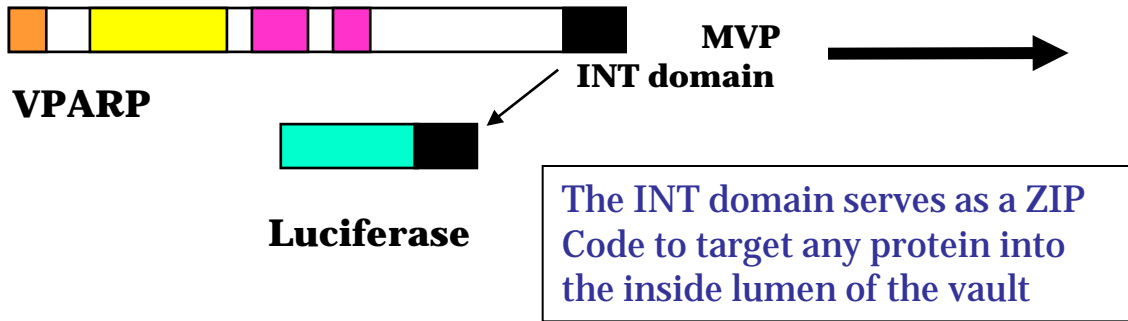 MVP
INT domain
VPARP
Luciferase
The INT domain serves as a ZIP
Code to target any protein into
the inside lumen of the vault